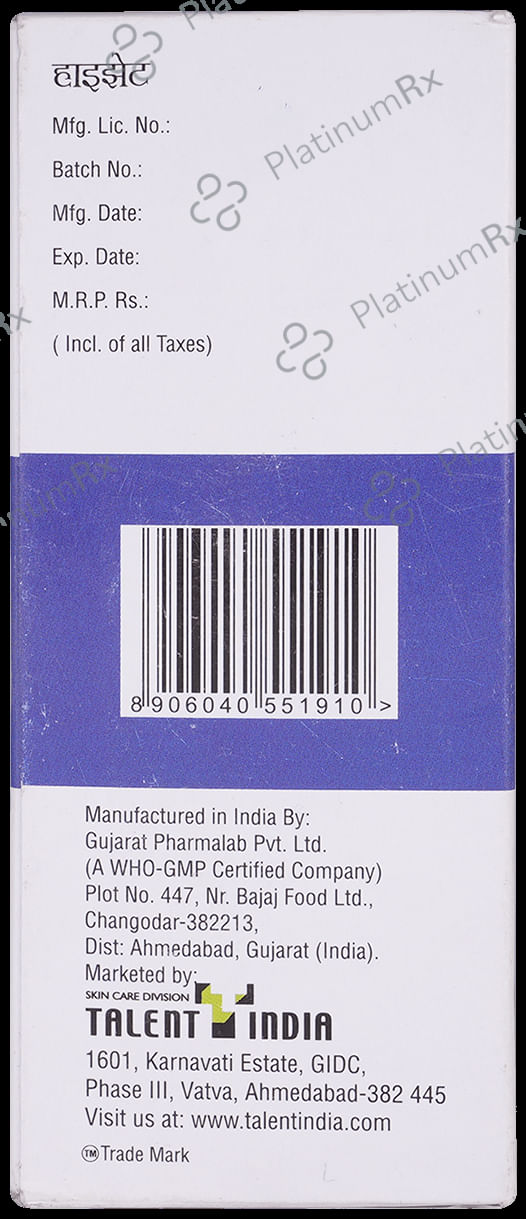 हाइझेट
Mfg. Lic. No.:
Batch No.:
Mfg. Date:
Exp. Date:
M.R.P. Rs.:
( Incl. of all Taxes)
8 906040 551910 >
Manufactured in India By:
Gujarat Pharmalab Pvt. Ltd.
(A WHO-GMP Certified Company)
Plot No. 447, Nr. Bajaj Food Ltd.,
Changodar-382213,
Dist: Ahmedabad, Gujarat (India).
Marketed by:
SKIN CARE DIVISION
TALENT INDIA
1601, Karnavati Estate, GIDC,
Phase III, Vatva, Ahmedabad-382 445
Visit us at: www.talentindia.com
™ Trade Mark
PlatinumRx
PlatinumRx